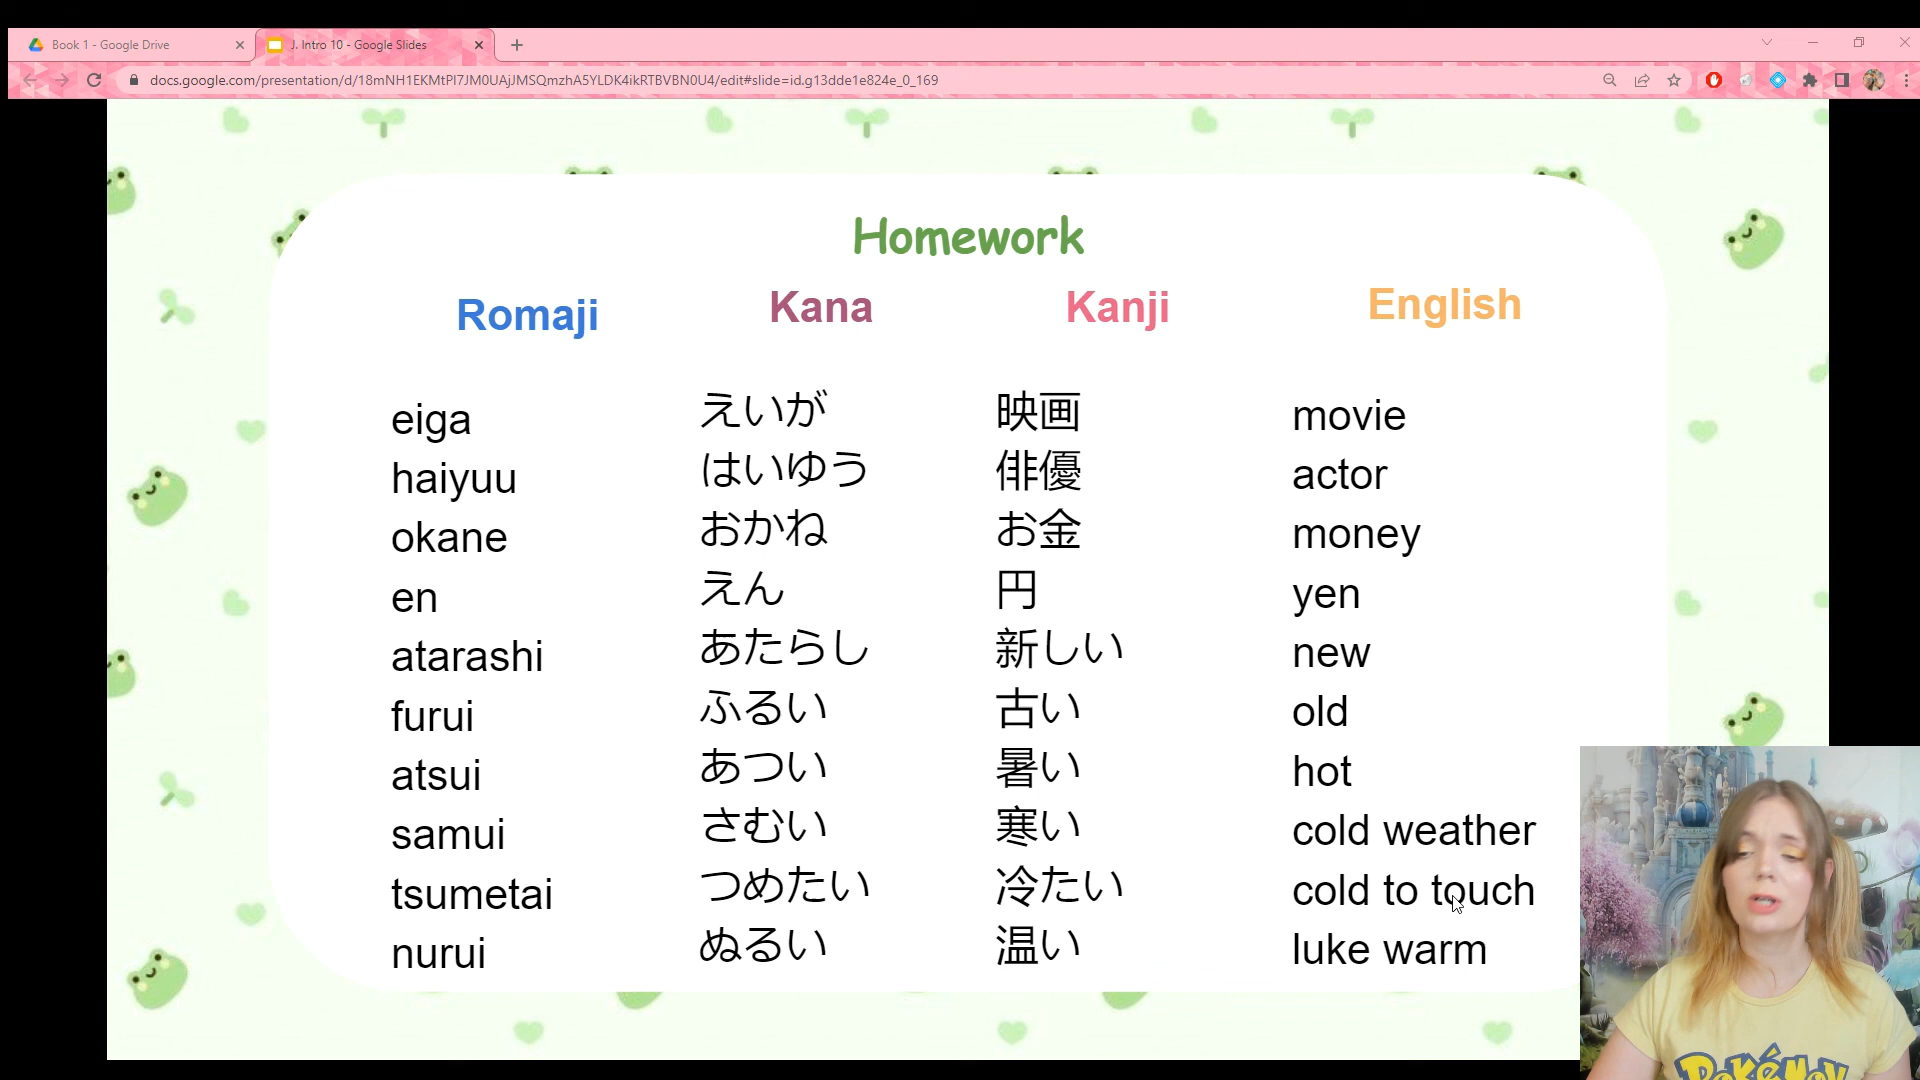 Book 1 - Google Drive
J. Intro 10 - Google Slides
docs.google.com/presentation/d/18mNH1EKMtPl7JM0UAjJMSQmzhA5YLDK4ikRTBVBN0U4/edit#slide=id.g13dde1e824e_0_169
Homework
Romaji Kana Kanji English
eiga えいが 映画 movie
haiyuu はいゆう 俳優 actor
okane おかね お金 money
en えん 円 yen
atarashi あたらし 新しい new
furui ふるい 古い old
atsui あつい 暑い hot
samui さむい 寒い cold weather
tsumetai つめたい 冷たい cold to touch
nurui ぬるい 温い luke warm
POKéMON